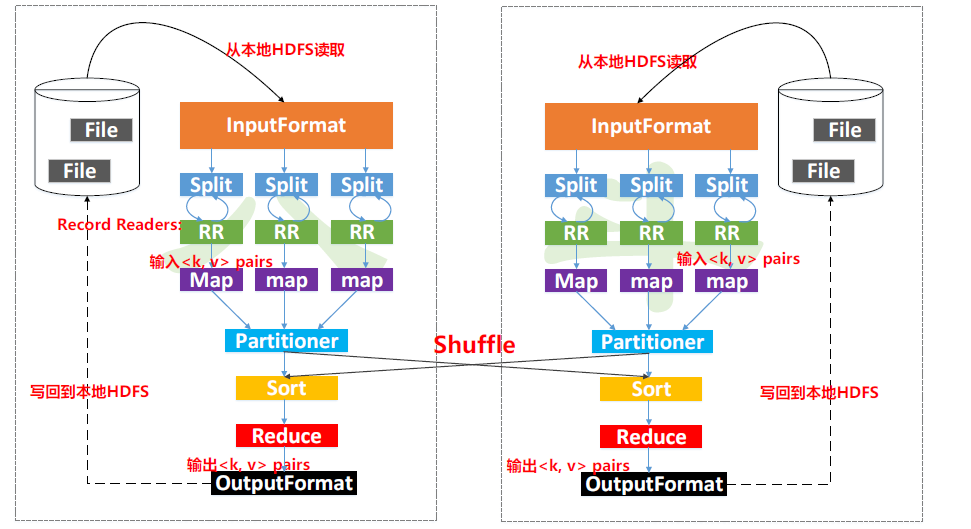 从本地HDFS读取
InputFormat
File
File
Split
Split
Split
Record Readers:
RR
RR
RR
输入<k, v> pairs
Map
map
map
Partitioner
Shuffle
Sort
写回到本地HDFS
Reduce
输出<k, v> pairs
OutputFormat
从本地HDFS读取
InputFormat
File
File
Split
Split
Split
RR
RR
RR
输入<k, v> pairs
Map
map
map
Partitioner
Sort
写回到本地HDFS
Reduce
输出<k, v> pairs
OutputFormat